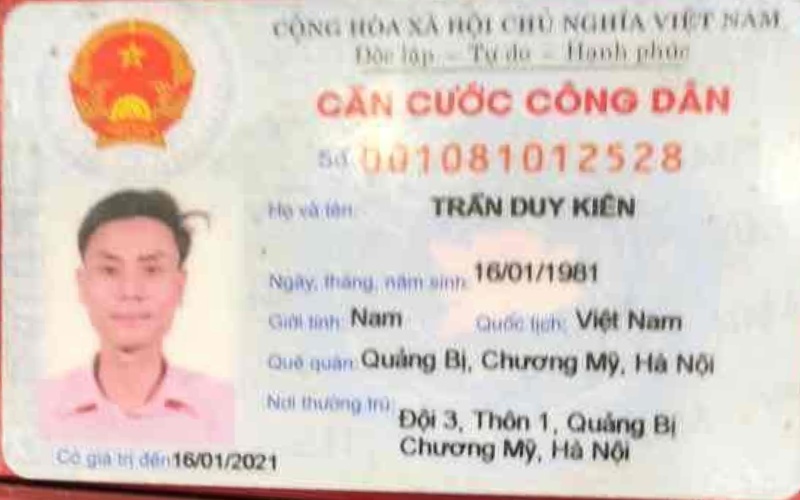 CỘNG HÒA XÃ HỘI CHỦ NGHĨA VIỆT NAM
Độc lập - Tự do - Hạnh phúc
CĂN CƯỚC CÔNG DÂN
Số 001081012528
Họ và tên: TRẦN DUY KIÊN
Ngày, tháng, năm sinh: 16/01/1981
Giới tính: Nam Quốc tịch: Việt Nam
Quê quán: Quảng Bị, Chương Mỹ, Hà Nội
Nơi thường trú: Đội 3, Thôn 1, Quảng Bị
Chương Mỹ, Hà Nội
Có giá trị đến 16/01/2021